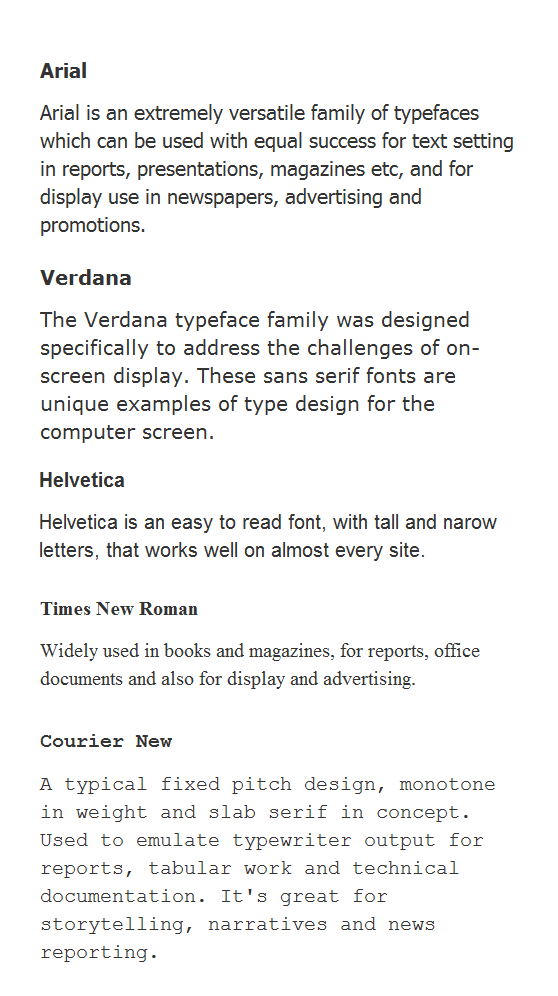 Arial
Arial is an extremely versatile family of typefaces
which can be used with equal success for text setting
in reports, presentations, magazines etc, and for
display use in newspapers, advertising and
promotions.
Verdana
The Verdana typeface family was designed
specifically to address the challenges of on-
screen display. These sans serif fonts are
unique examples of type design for the
computer screen.
Helvetica
Helvetica is an easy to read font, with tall and narow
letters, that works well on almost every site.
Times New Roman
Widely used in books and magazines, for reports, office
documents and also for display and advertising.
Courier New
A typical fixed pitch design, monotone
in weight and slab serif in concept.
Used to emulate typewriter output for
reports, tabular work and technical
documentation. It's great for
storytelling, narratives and news
reporting.